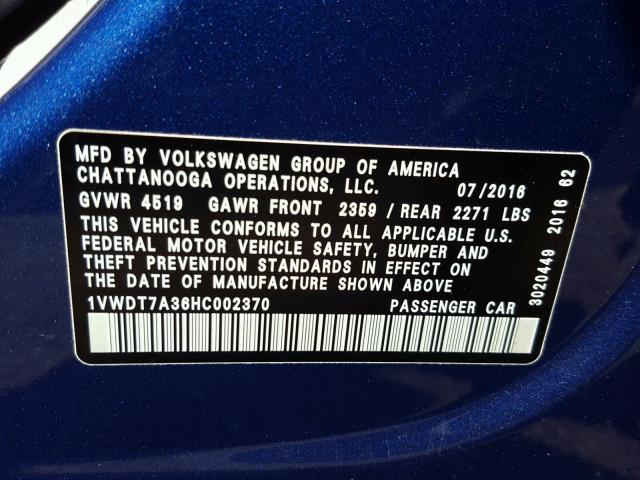 MFD BY VOLKSWAGEN GROUP OF AMERICA
CHATTANOOGA OPERATIONS, LLC. 07/2016
GVWR 4519 GAWR FRONT 2359 / REAR 2271 LBS
THIS VEHICLE CONFORMS TO ALL APPLICABLE U.S.
FEDERAL MOTOR VEHICLE SAFETY, BUMPER AND
THEFT PREVENTION STANDARDS IN EFFECT ON
THE DATE OF MANUFACTURE SHOWN ABOVE
1VWDT7A36HC002370 PASSENGER CAR
3020449 2016 62